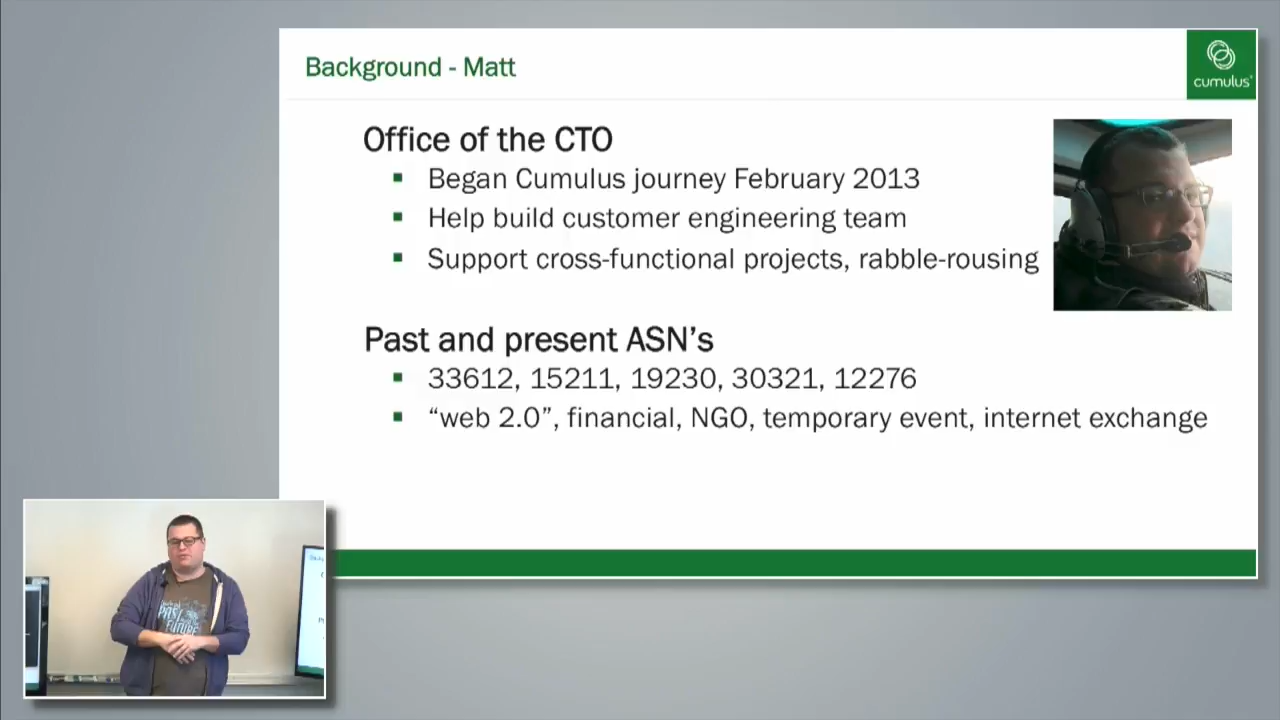 Background - Matt
cumulus
Office of the CTO
Began Cumulus journey February 2013
Help build customer engineering team
Support cross-functional projects, rabble-rousing
Past and present ASN's
33612, 15211, 19230, 30321, 12276
“web 2.0”, financial, NGO, temporary event, internet exchange
PAST
FUTURE